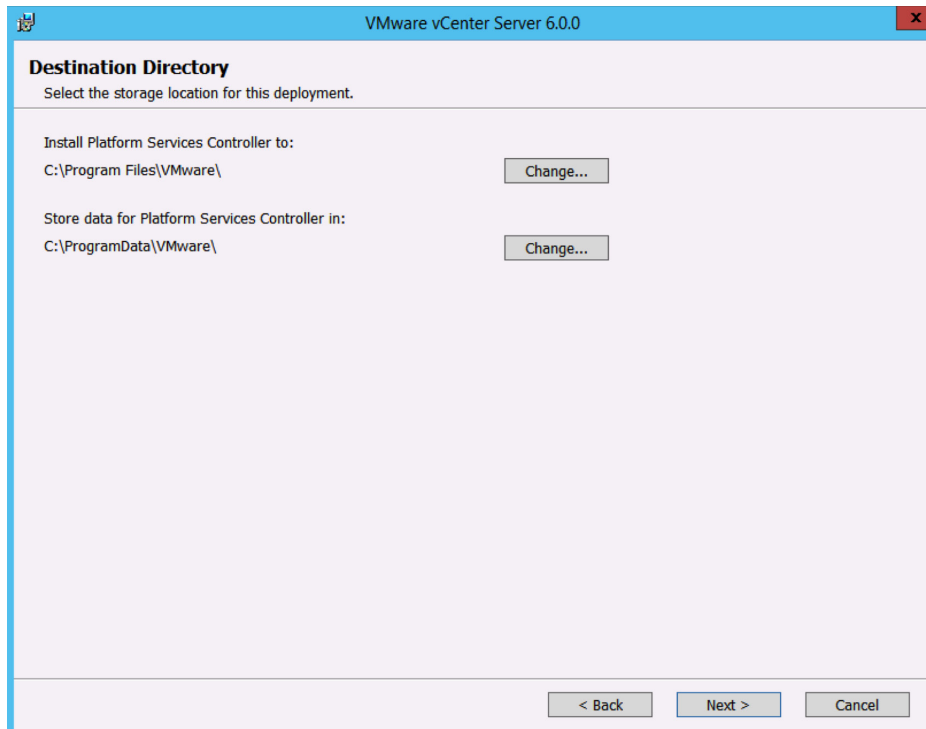 VMware vCenter Server 6.0.0
x
Destination Directory
Select the storage location for this deployment.
Install Platform Services Controller to:
C:\Program Files\VMware\
Change...
Store data for Platform Services Controller in:
C:\ProgramData\VMware\
Change...
< Back
Next >
Cancel